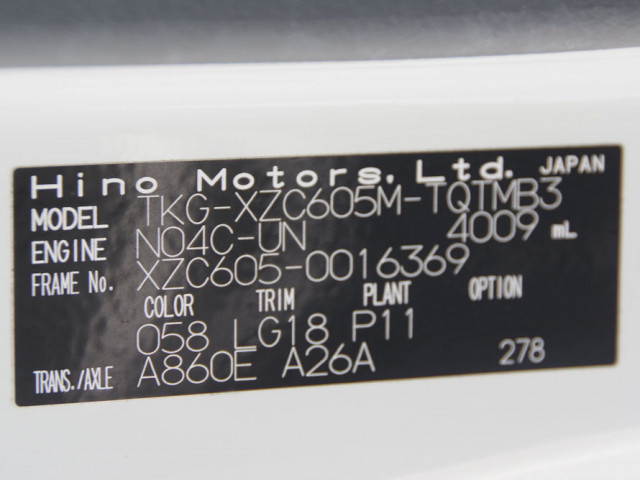 Hino Motors, Ltd. JAPAN
MODEL TKG-XZC605M-TQTMB3
ENGINE N04C-UN 4009 mL
FRAME No. XZC605-0016369
COLOR TRIM PLANT OPTION
058 LG18 P11
TRANS./AXLE A860E A26A 278